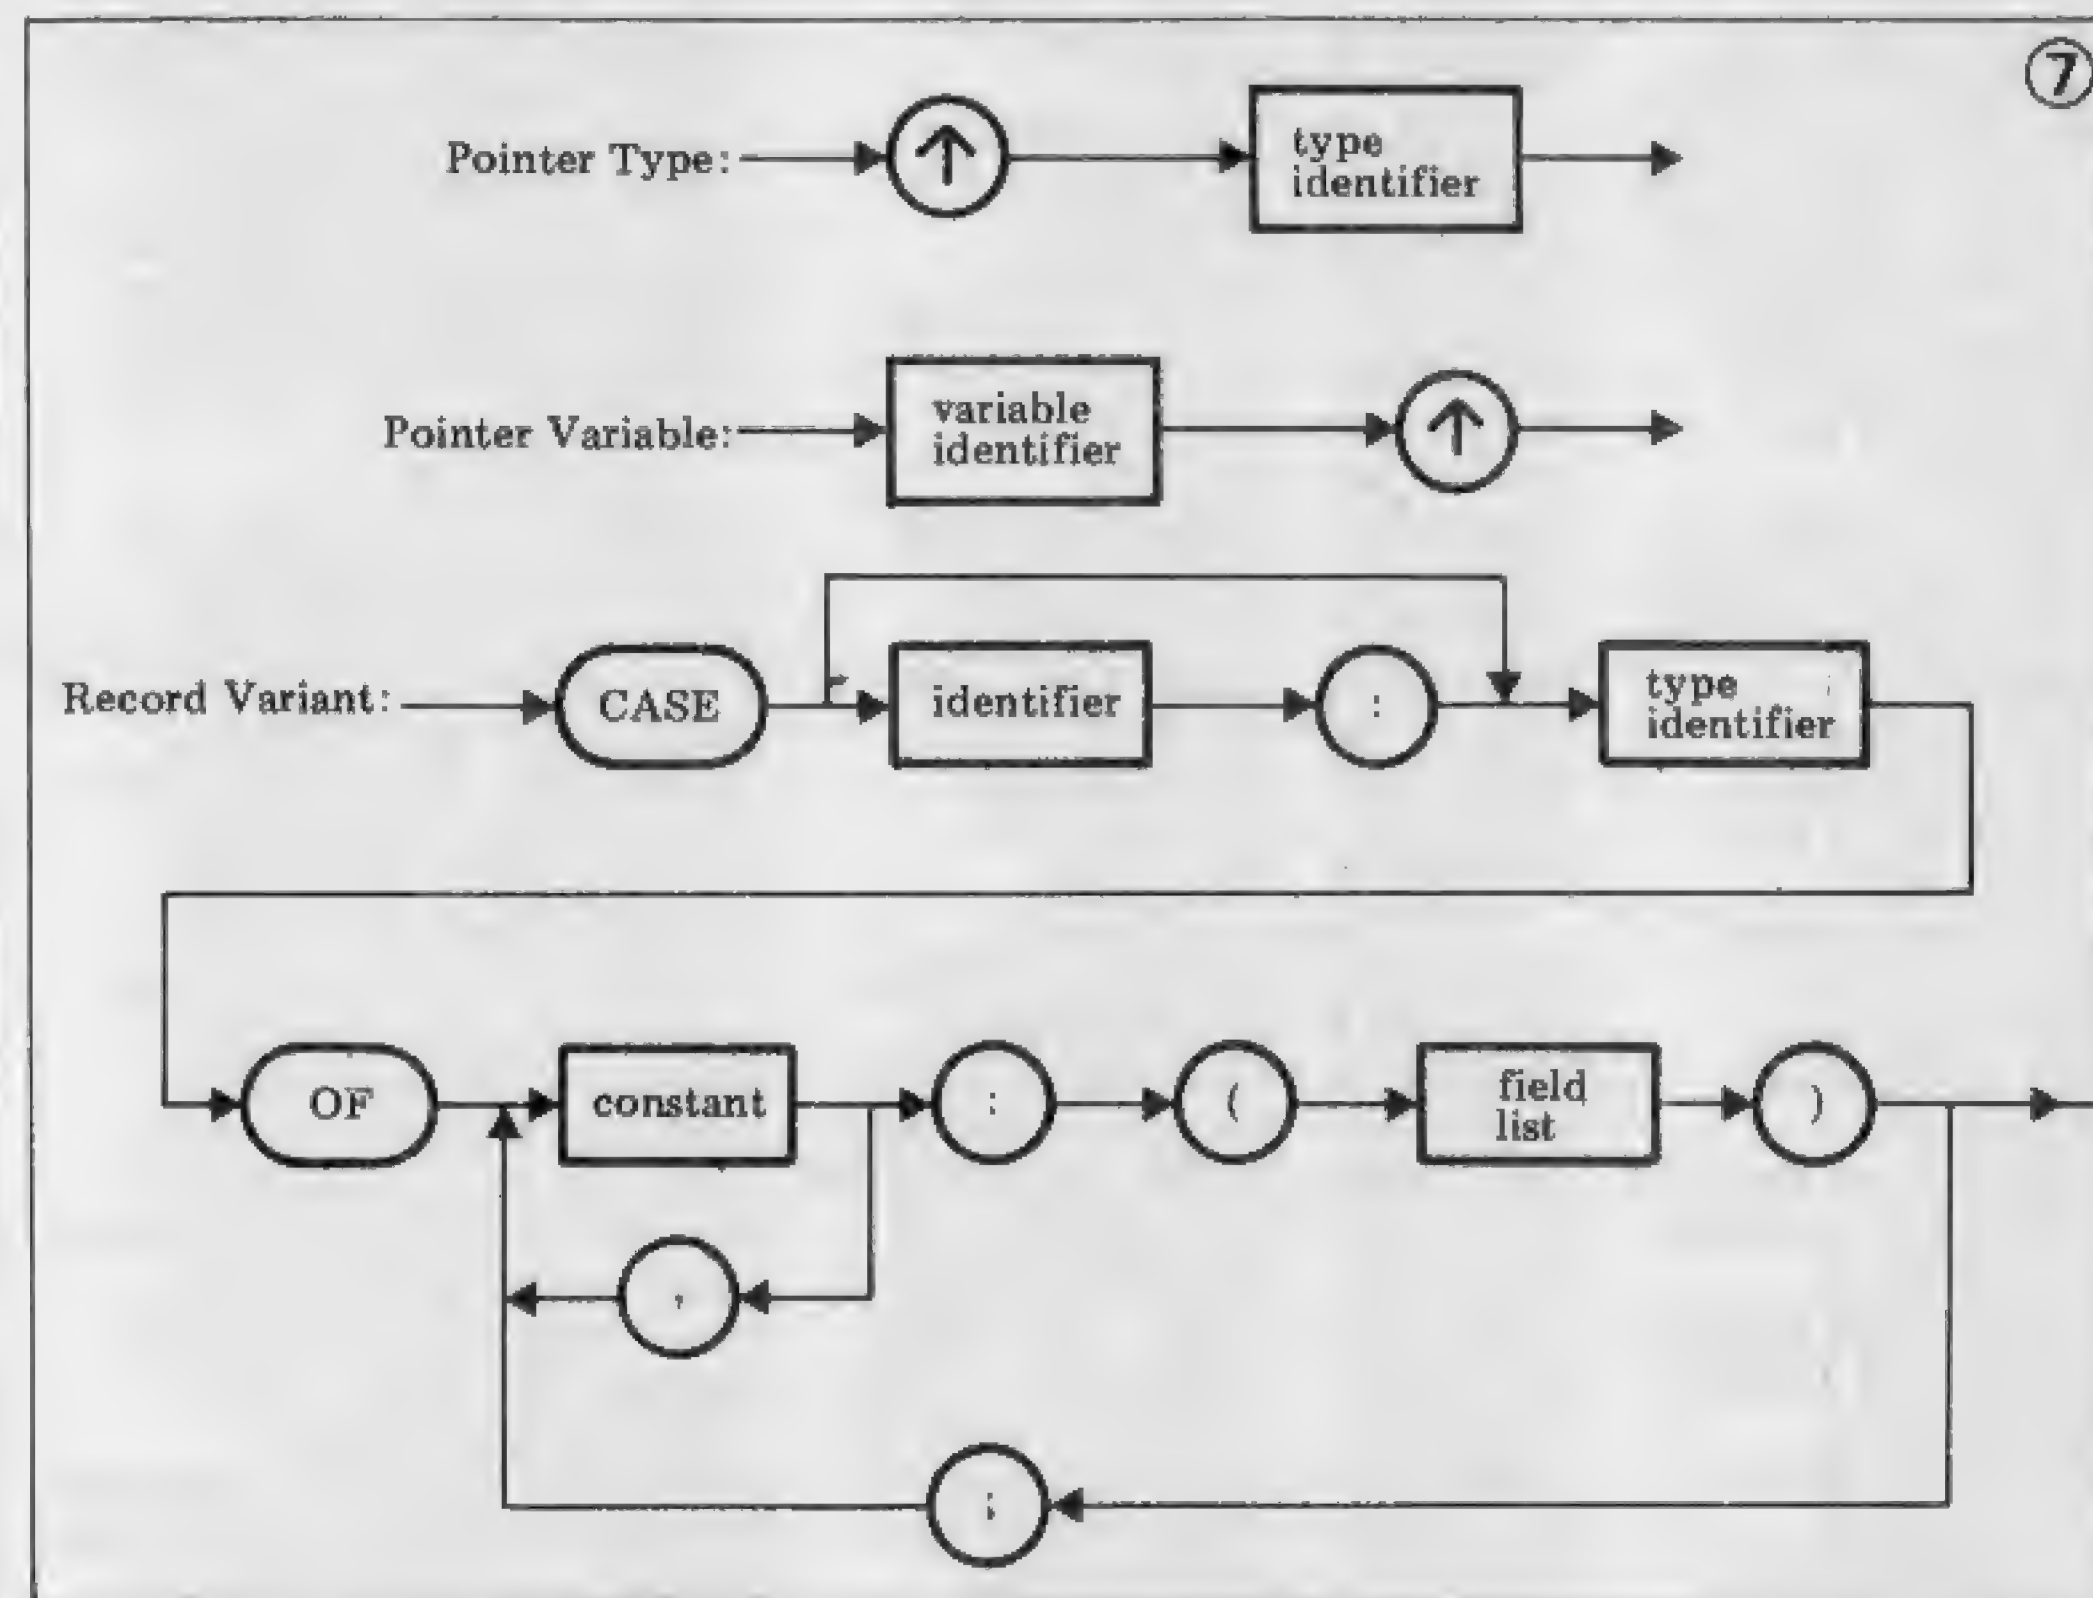 ⑦
Pointer Type: ↑ type
identifier
Pointer Variable: variable
identifier ↑
Record Variant: CASE identifier : type
identifier
OF constant : ( field
list )
,
;